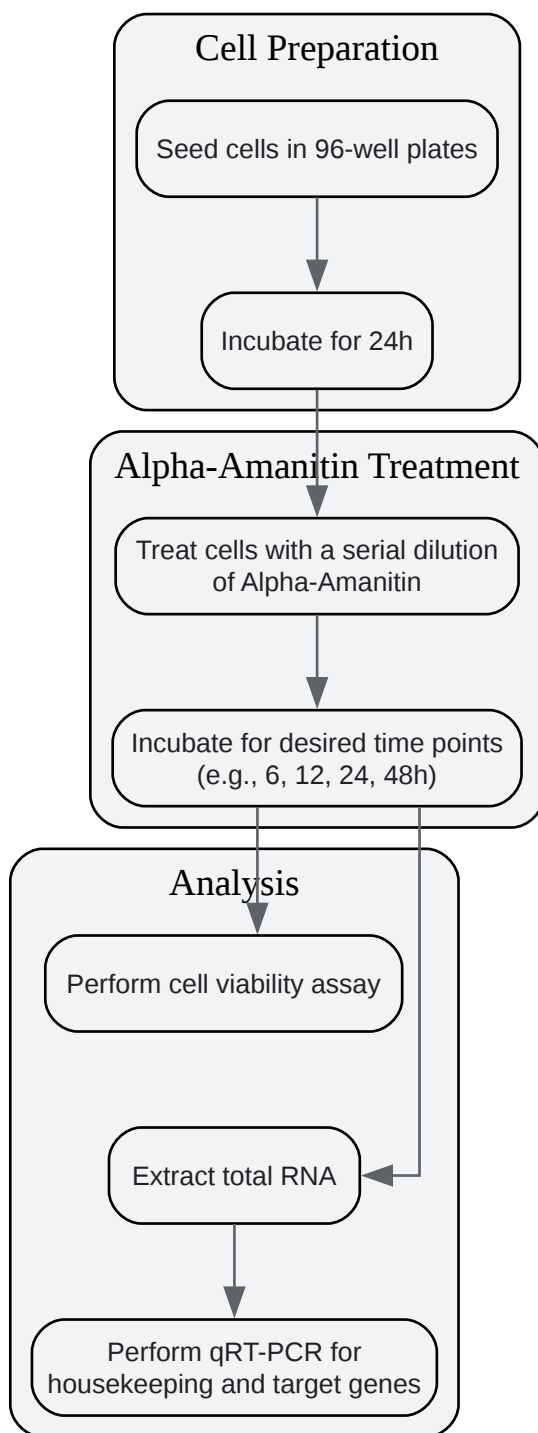 Cell Preparation
Seed cells in 96-well plates
Incubate for 24h
Alpha-Amanitin Treatment
Treat cells with a serial dilution
of Alpha-Amanitin
Incubate for desired time points
(e.g., 6, 12, 24, 48h)
Analysis
Perform cell viability assay
Extract total RNA
Perform qRT-PCR for
housekeeping and target genes